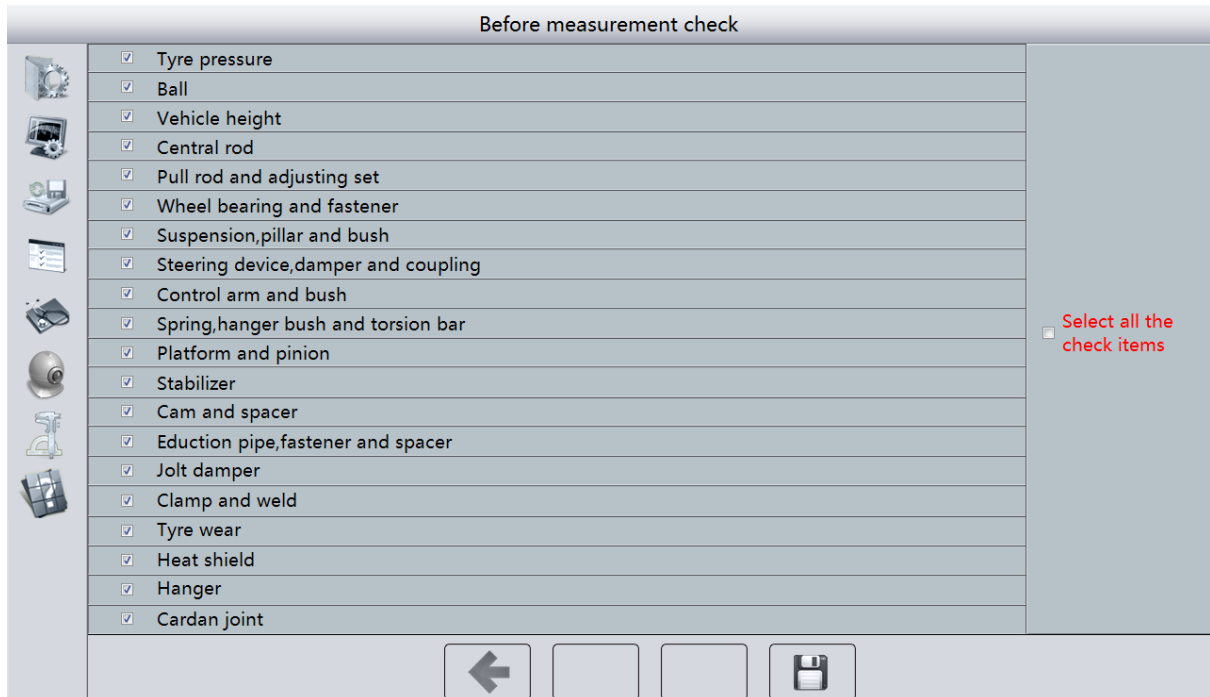 Before measurement check
Tyre pressure
Ball
Vehicle height
Central rod
Pull rod and adjusting set
Wheel bearing and fastener
Suspension,pillar and bush
Steering device,damper and coupling
Control arm and bush
Spring,hanger bush and torsion bar
Platform and pinion
Stabilizer
Cam and spacer
Eduction pipe,fastener and spacer
Jolt damper
Clamp and weld
Tyre wear
Heat shield
Hanger
Cardan joint
Select all the
check items